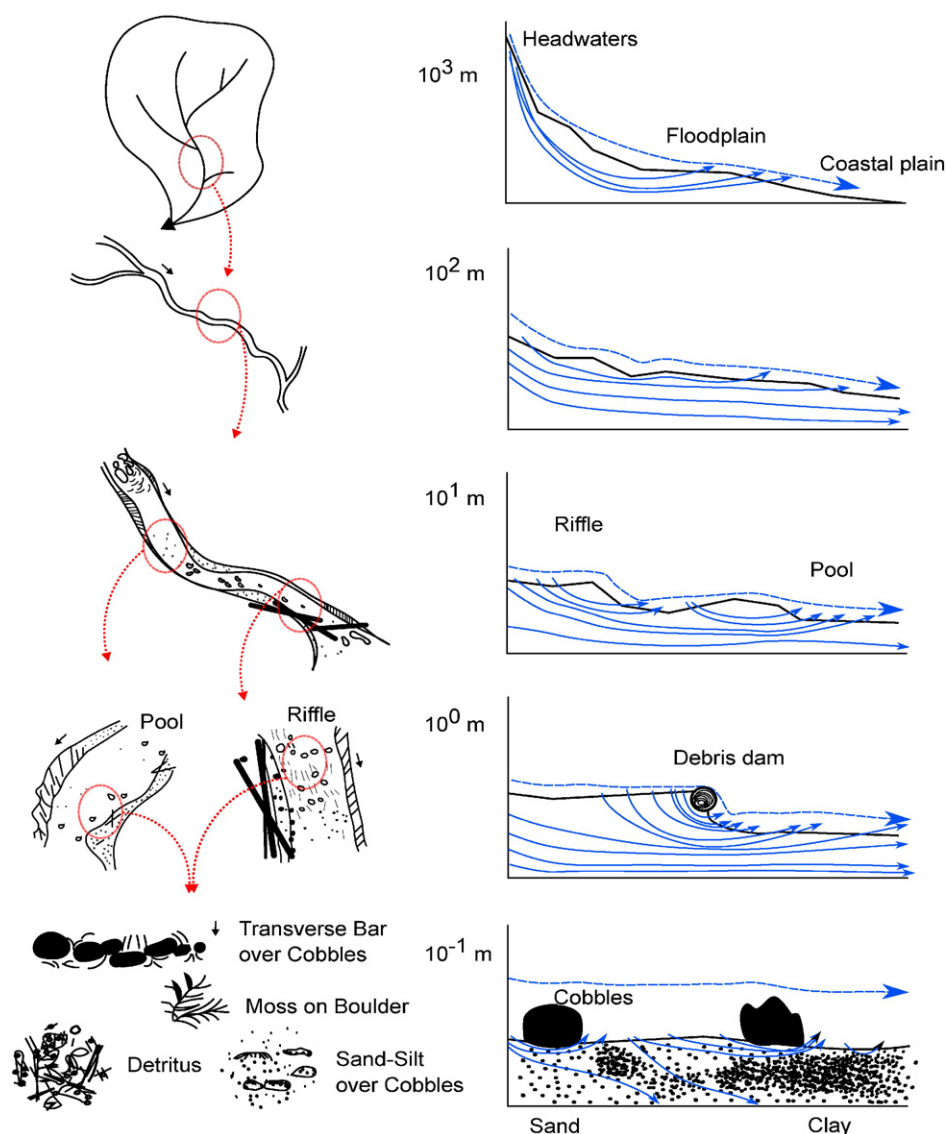 Headwaters
10³ m
Floodplain
Coastal plain
10² m
10¹ m
Riffle
Pool
Pool
Riffle
10⁰ m
Debris dam
Transverse Bar
over Cobbles
10⁻¹ m
Cobbles
Moss on Boulder
Detritus
Sand-Silt
over Cobbles
Sand
Clay